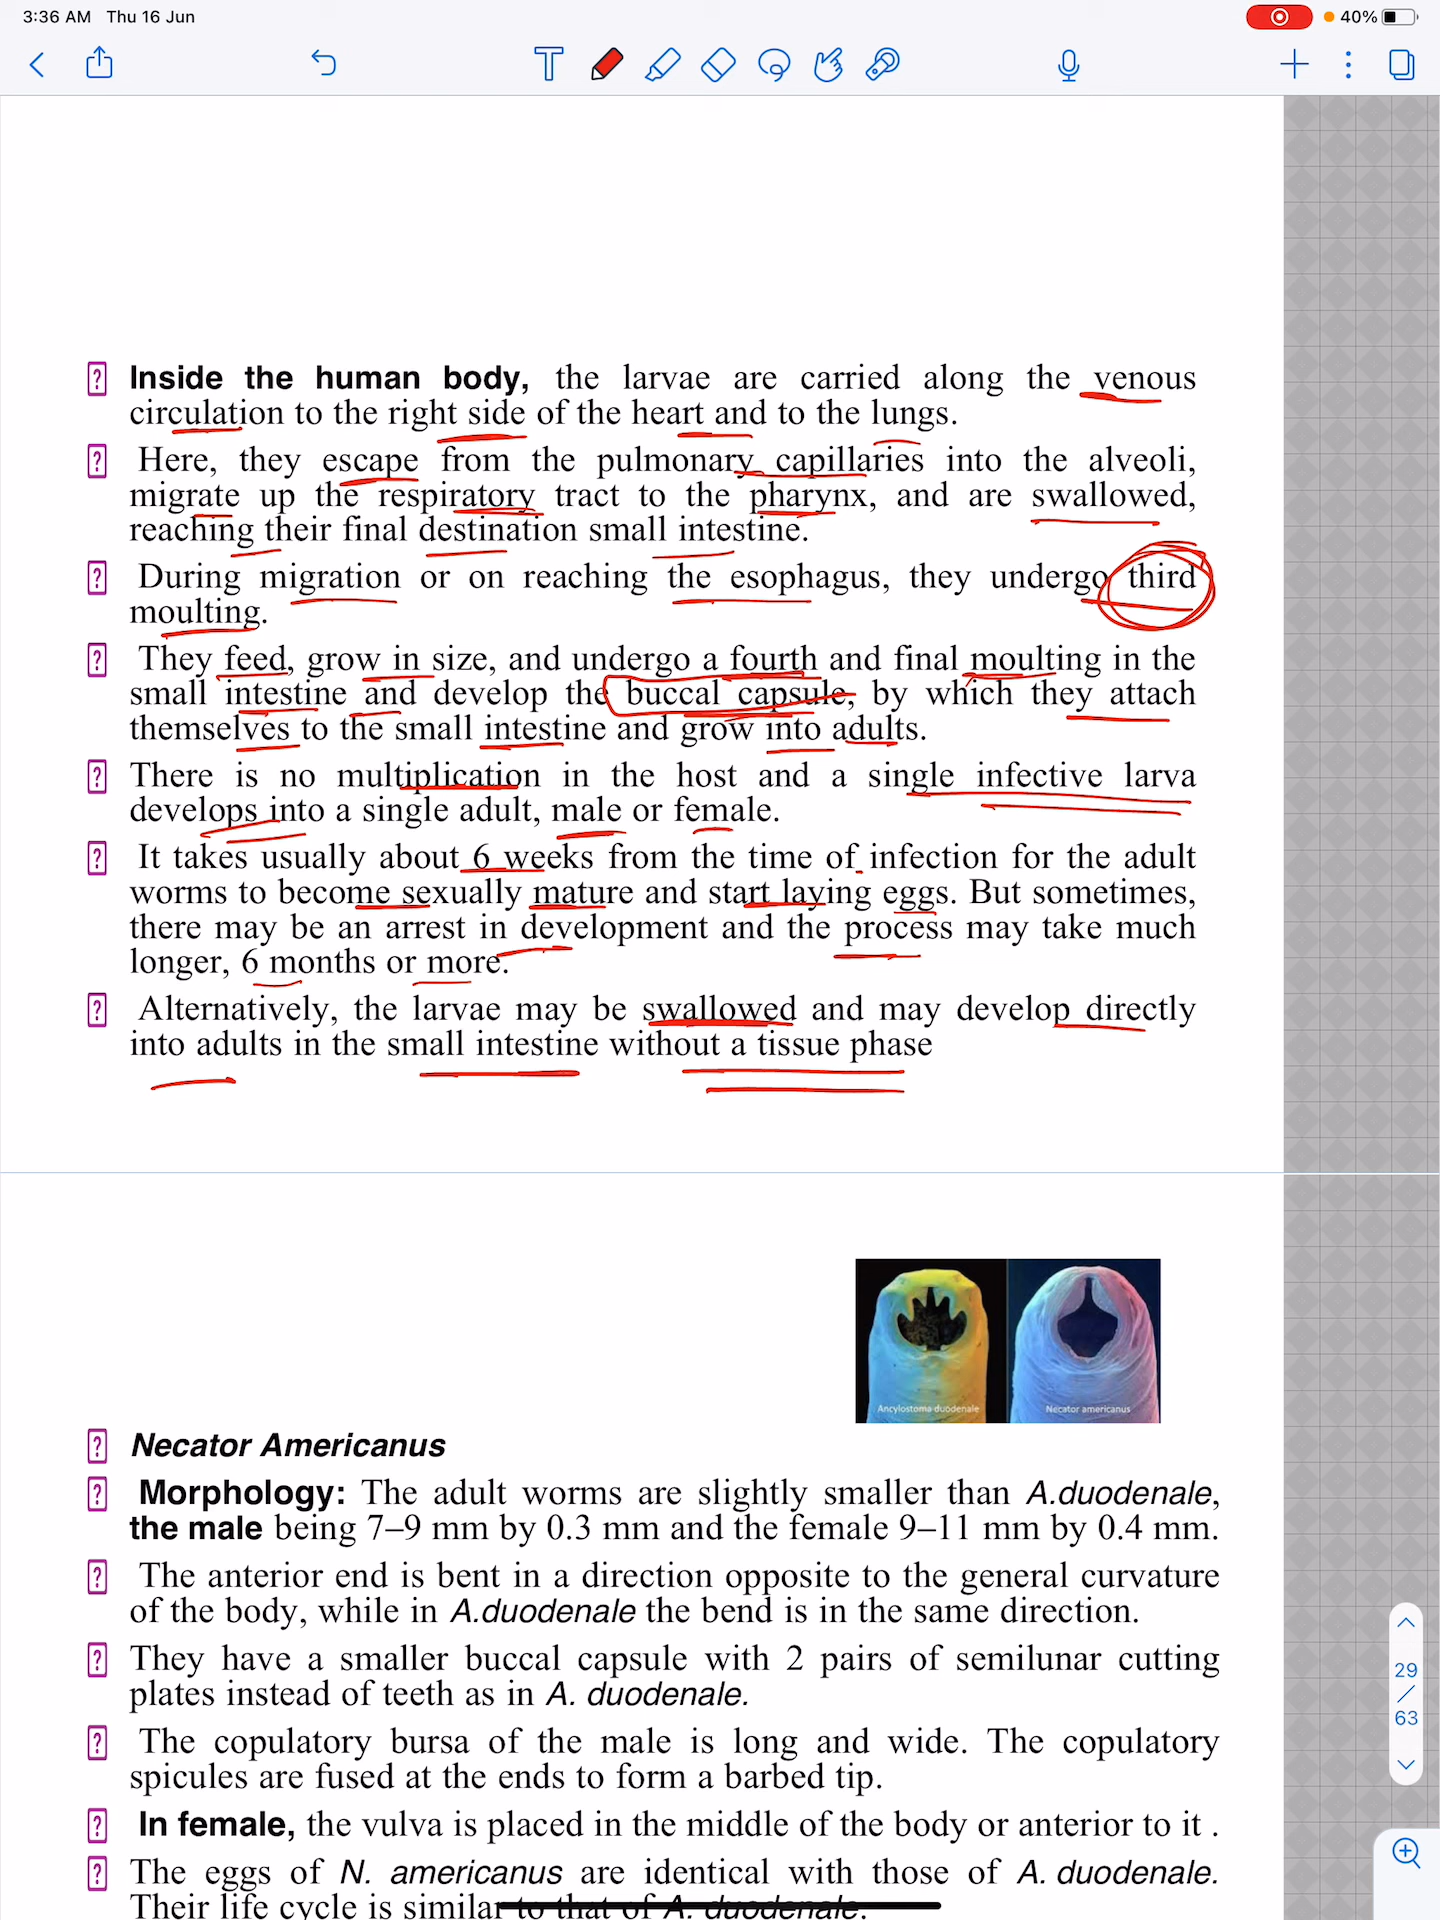 3:36 AM Thu 16 Jun
40%
Inside the human body, the larvae are carried along the venous
circulation to the right side of the heart and to the lungs.
Here, they escape from the pulmonary capillaries into the alveoli,
migrate up the respiratory tract to the pharynx, and are swallowed,
reaching their final destination small intestine.
During migration or on reaching the esophagus, they undergo third
moulting.
They feed, grow in size, and undergo a fourth and final moulting in the
small intestine and develop the buccal capsule, by which they attach
themselves to the small intestine and grow into adults.
There is no multiplication in the host and a single infective larva
develops into a single adult, male or female.
It takes usually about 6 weeks from the time of infection for the adult
worms to become sexually mature and start laying eggs. But sometimes,
there may be an arrest in development and the process may take much
longer, 6 months or more.
Alternatively, the larvae may be swallowed and may develop directly
into adults in the small intestine without a tissue phase
Ancylostoma duodenale
Necator americanus
Necator Americanus
Morphology: The adult worms are slightly smaller than A.duodenale,
the male being 7–9 mm by 0.3 mm and the female 9–11 mm by 0.4 mm.
The anterior end is bent in a direction opposite to the general curvature
of the body, while in A.duodenale the bend is in the same direction.
They have a smaller buccal capsule with 2 pairs of semilunar cutting
plates instead of teeth as in A. duodenale.
The copulatory bursa of the male is long and wide. The copulatory
spicules are fused at the ends to form a barbed tip.
In female, the vulva is placed in the middle of the body or anterior to it .
The eggs of N. americanus are identical with those of A. duodenale.
Their life cycle is similar to that of A. duodenale.
29
/
63